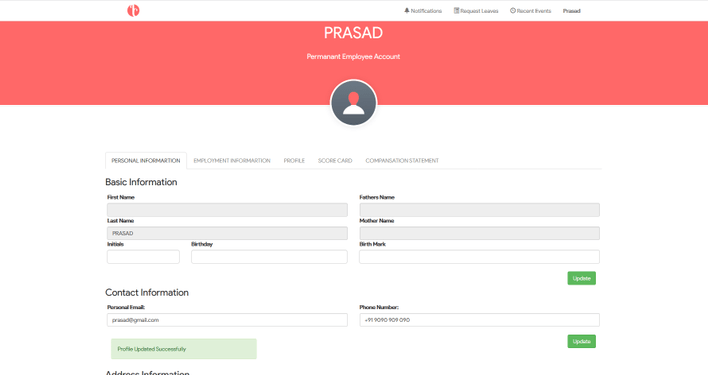 Notifications Request Leaves Recent Events Prasad
PRASAD
Permanant Employee Account
PERSONAL INFORMARTION EMPLOYMENT INFORMARTION PROFILE SCORE CARD COMPANSATION STATEMENT
Basic Information
First Name Fathers Name
Last Name Mother Name
PRASAD
Initials Birthday Birth Mark
Update
Contact Information
Personal Email: Phone Number:
prasad@gmail.com +91 9090 909 090
Profile Updated Successfully Update
Address Information